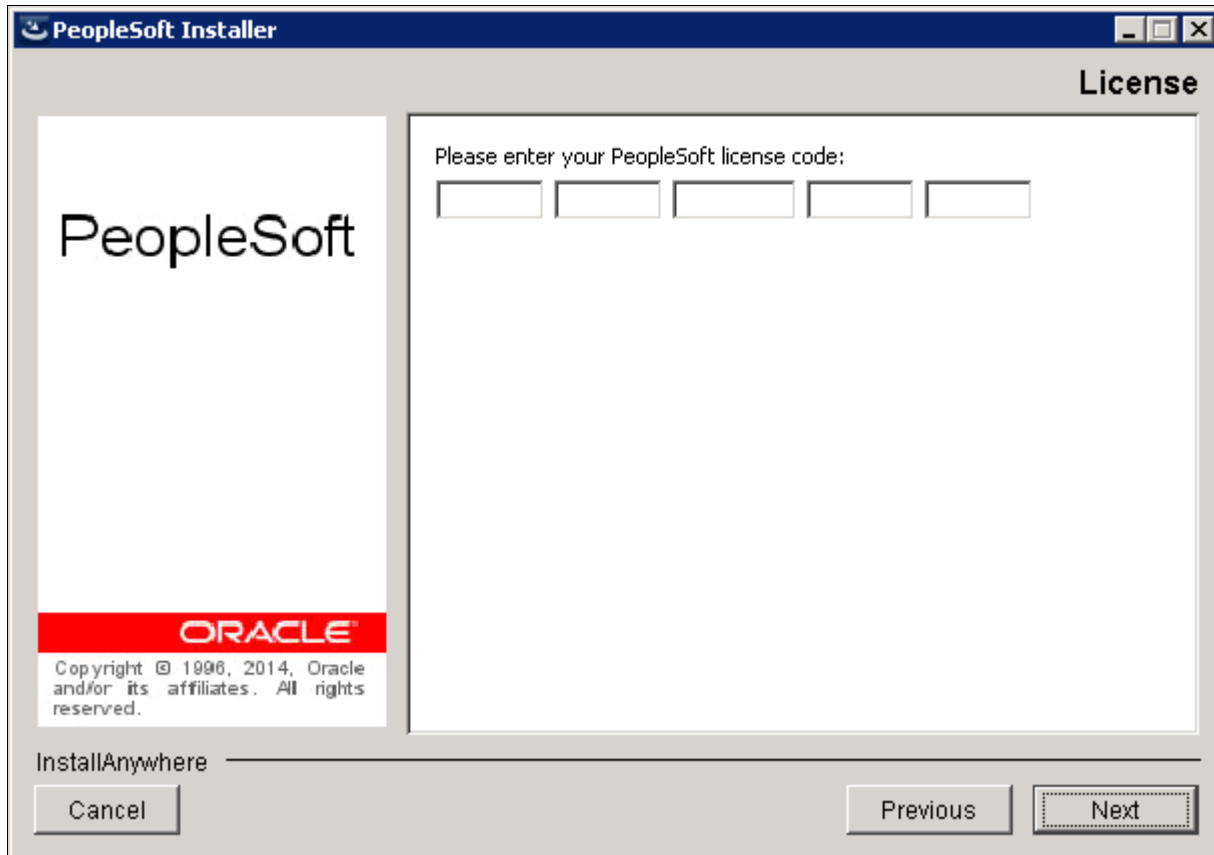 PeopleSoft Installer
License
PeopleSoft
Please enter your PeopleSoft license code:
ORACLE
Copyright © 1996, 2014, Oracle
and/or its affiliates. All rights
reserved.
InstallAnywhere
Cancel
Previous
Next